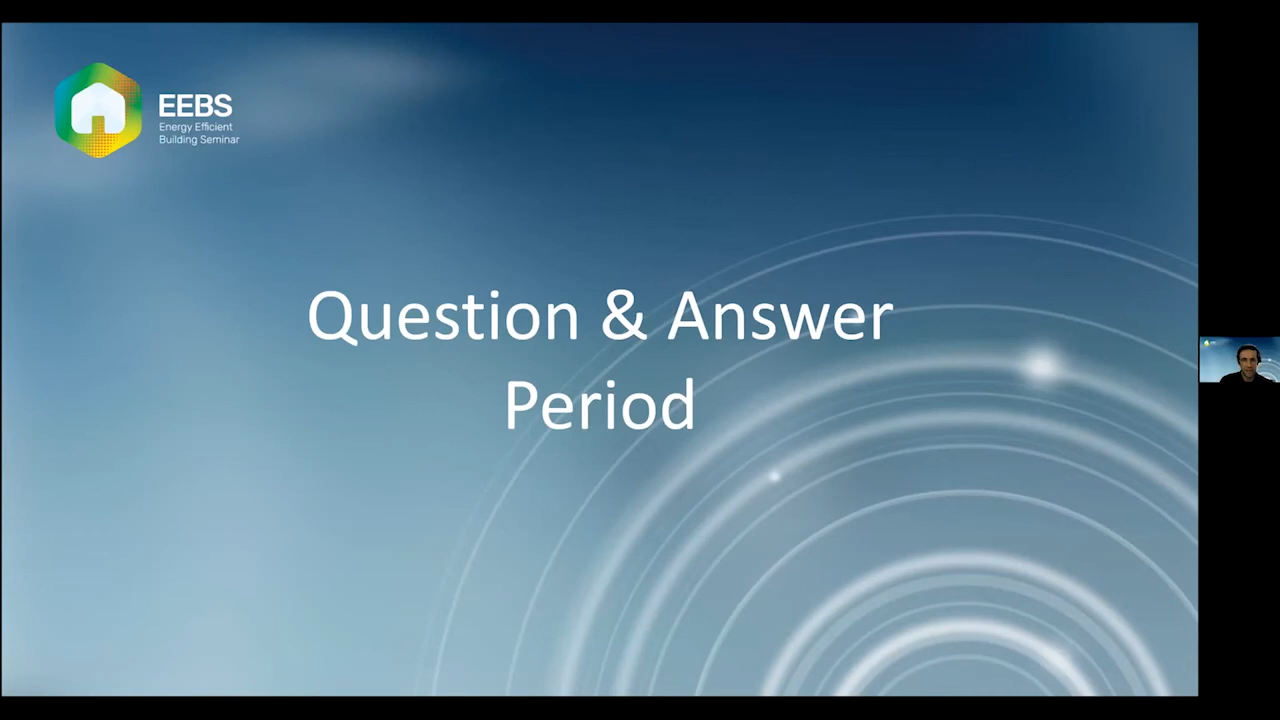 EEBS
Energy Efficient
Building Seminar
Question & Answer
Period